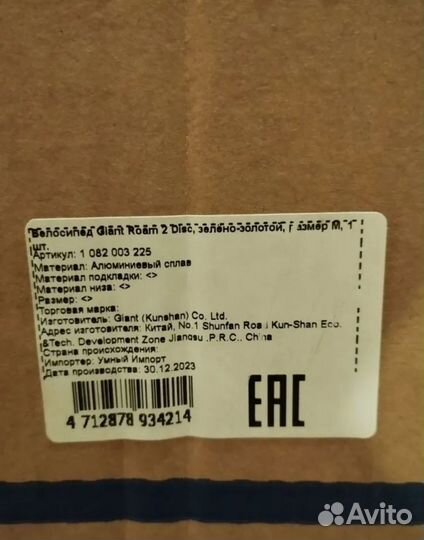 Велосипед Giant Roam 2 Disc, зелено-золотой, размер M, 1
шт.
Артикул: 1 082 003 225
Материал: Алюминиевый сплав
Материал подкладки: <>
Материал низа: <>
Размер: <>
Торговая марка:
Изготовитель: Giant (Kunshan) Co. Ltd.
Адрес изготовителя: Китай, No.1 Shunfan Road Kun-Shan Eco.
&Tech. Development Zone Jiangsu ,P.R.C., China
Страна происхождения:
Импортер: Умный Импорт
Дата производства: 30.12.2023
4 712878 934214
EAC
Avito